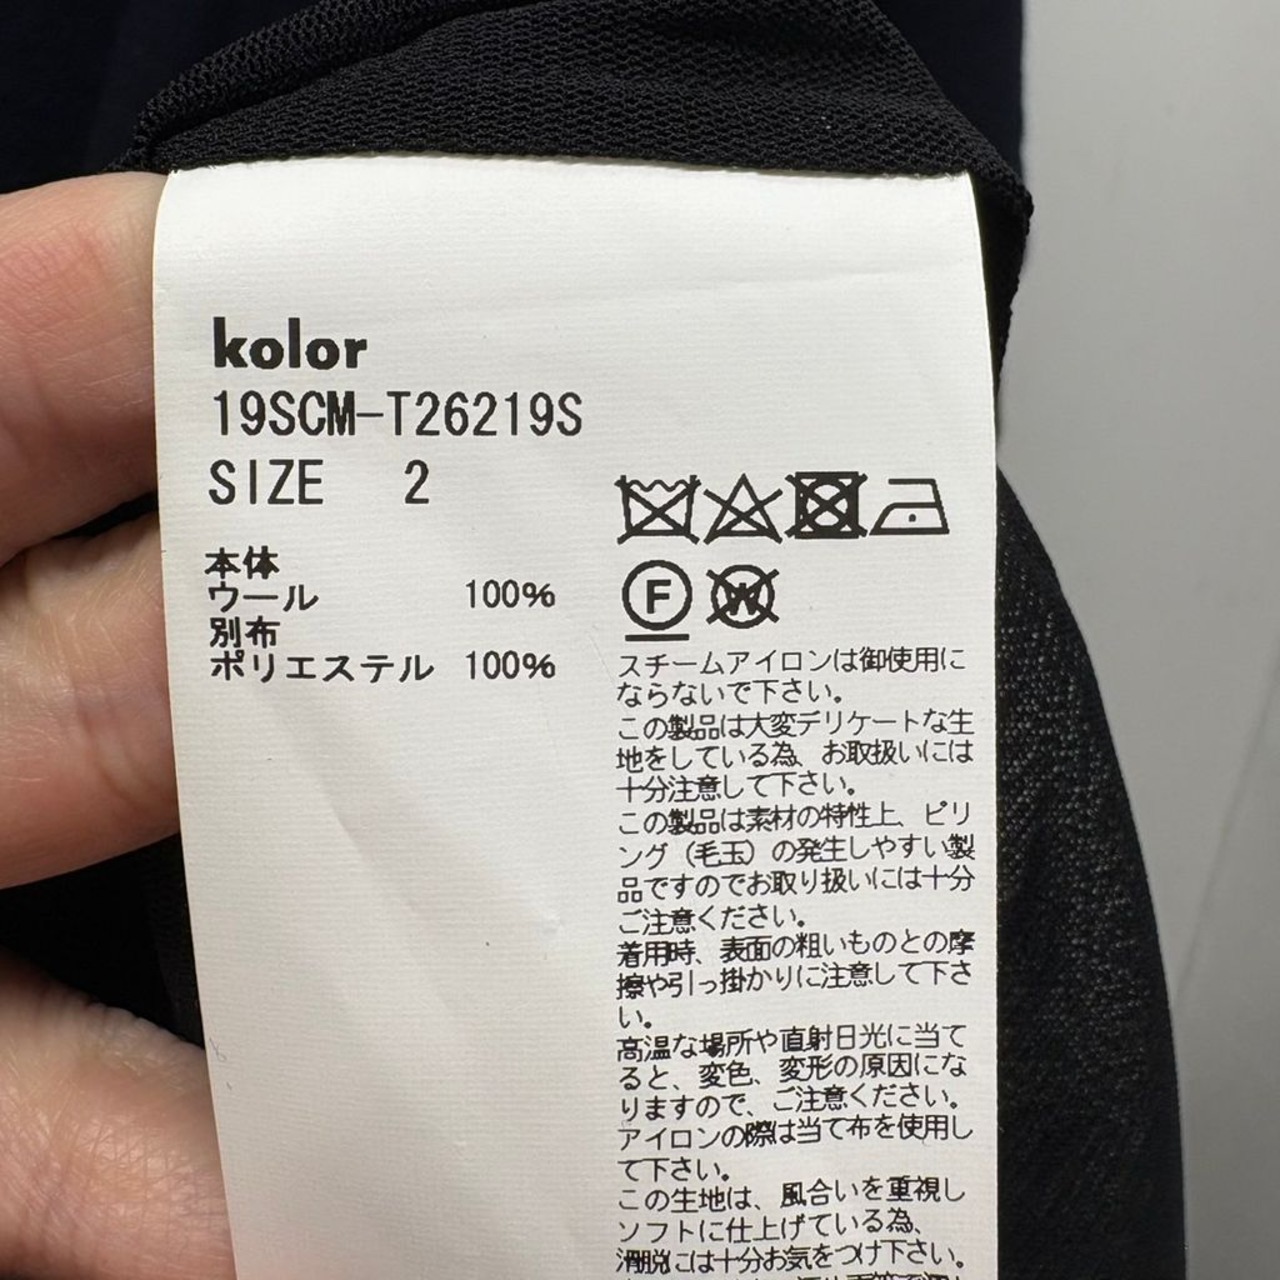 kolor
19SCM-T26219S
SIZE 2
本体
ウール 100%
別布
ポリエステル 100%
F
W
スチームアイロンは御使用に
ならないで下さい。
この製品は大変デリケートな生
地をしている為、お取扱いには
十分注意して下さい。
この製品は素材の特性上、ピリ
ング(毛玉)の発生しやすい製
品ですのでお取り扱いには十分
ご注意ください。
着用時、表面の粗いものとの摩
擦や引っ掛かりに注意して下さ
い。
高温な場所や直射日光に当て
ると、変色、変形の原因にな
りますので、ご注意ください。
アイロンの際は当て布を使用し
て下さい。
この生地は、風合いを重視し
ソフトに仕上げている為、
滑脱には十分お気をつけ下さい。